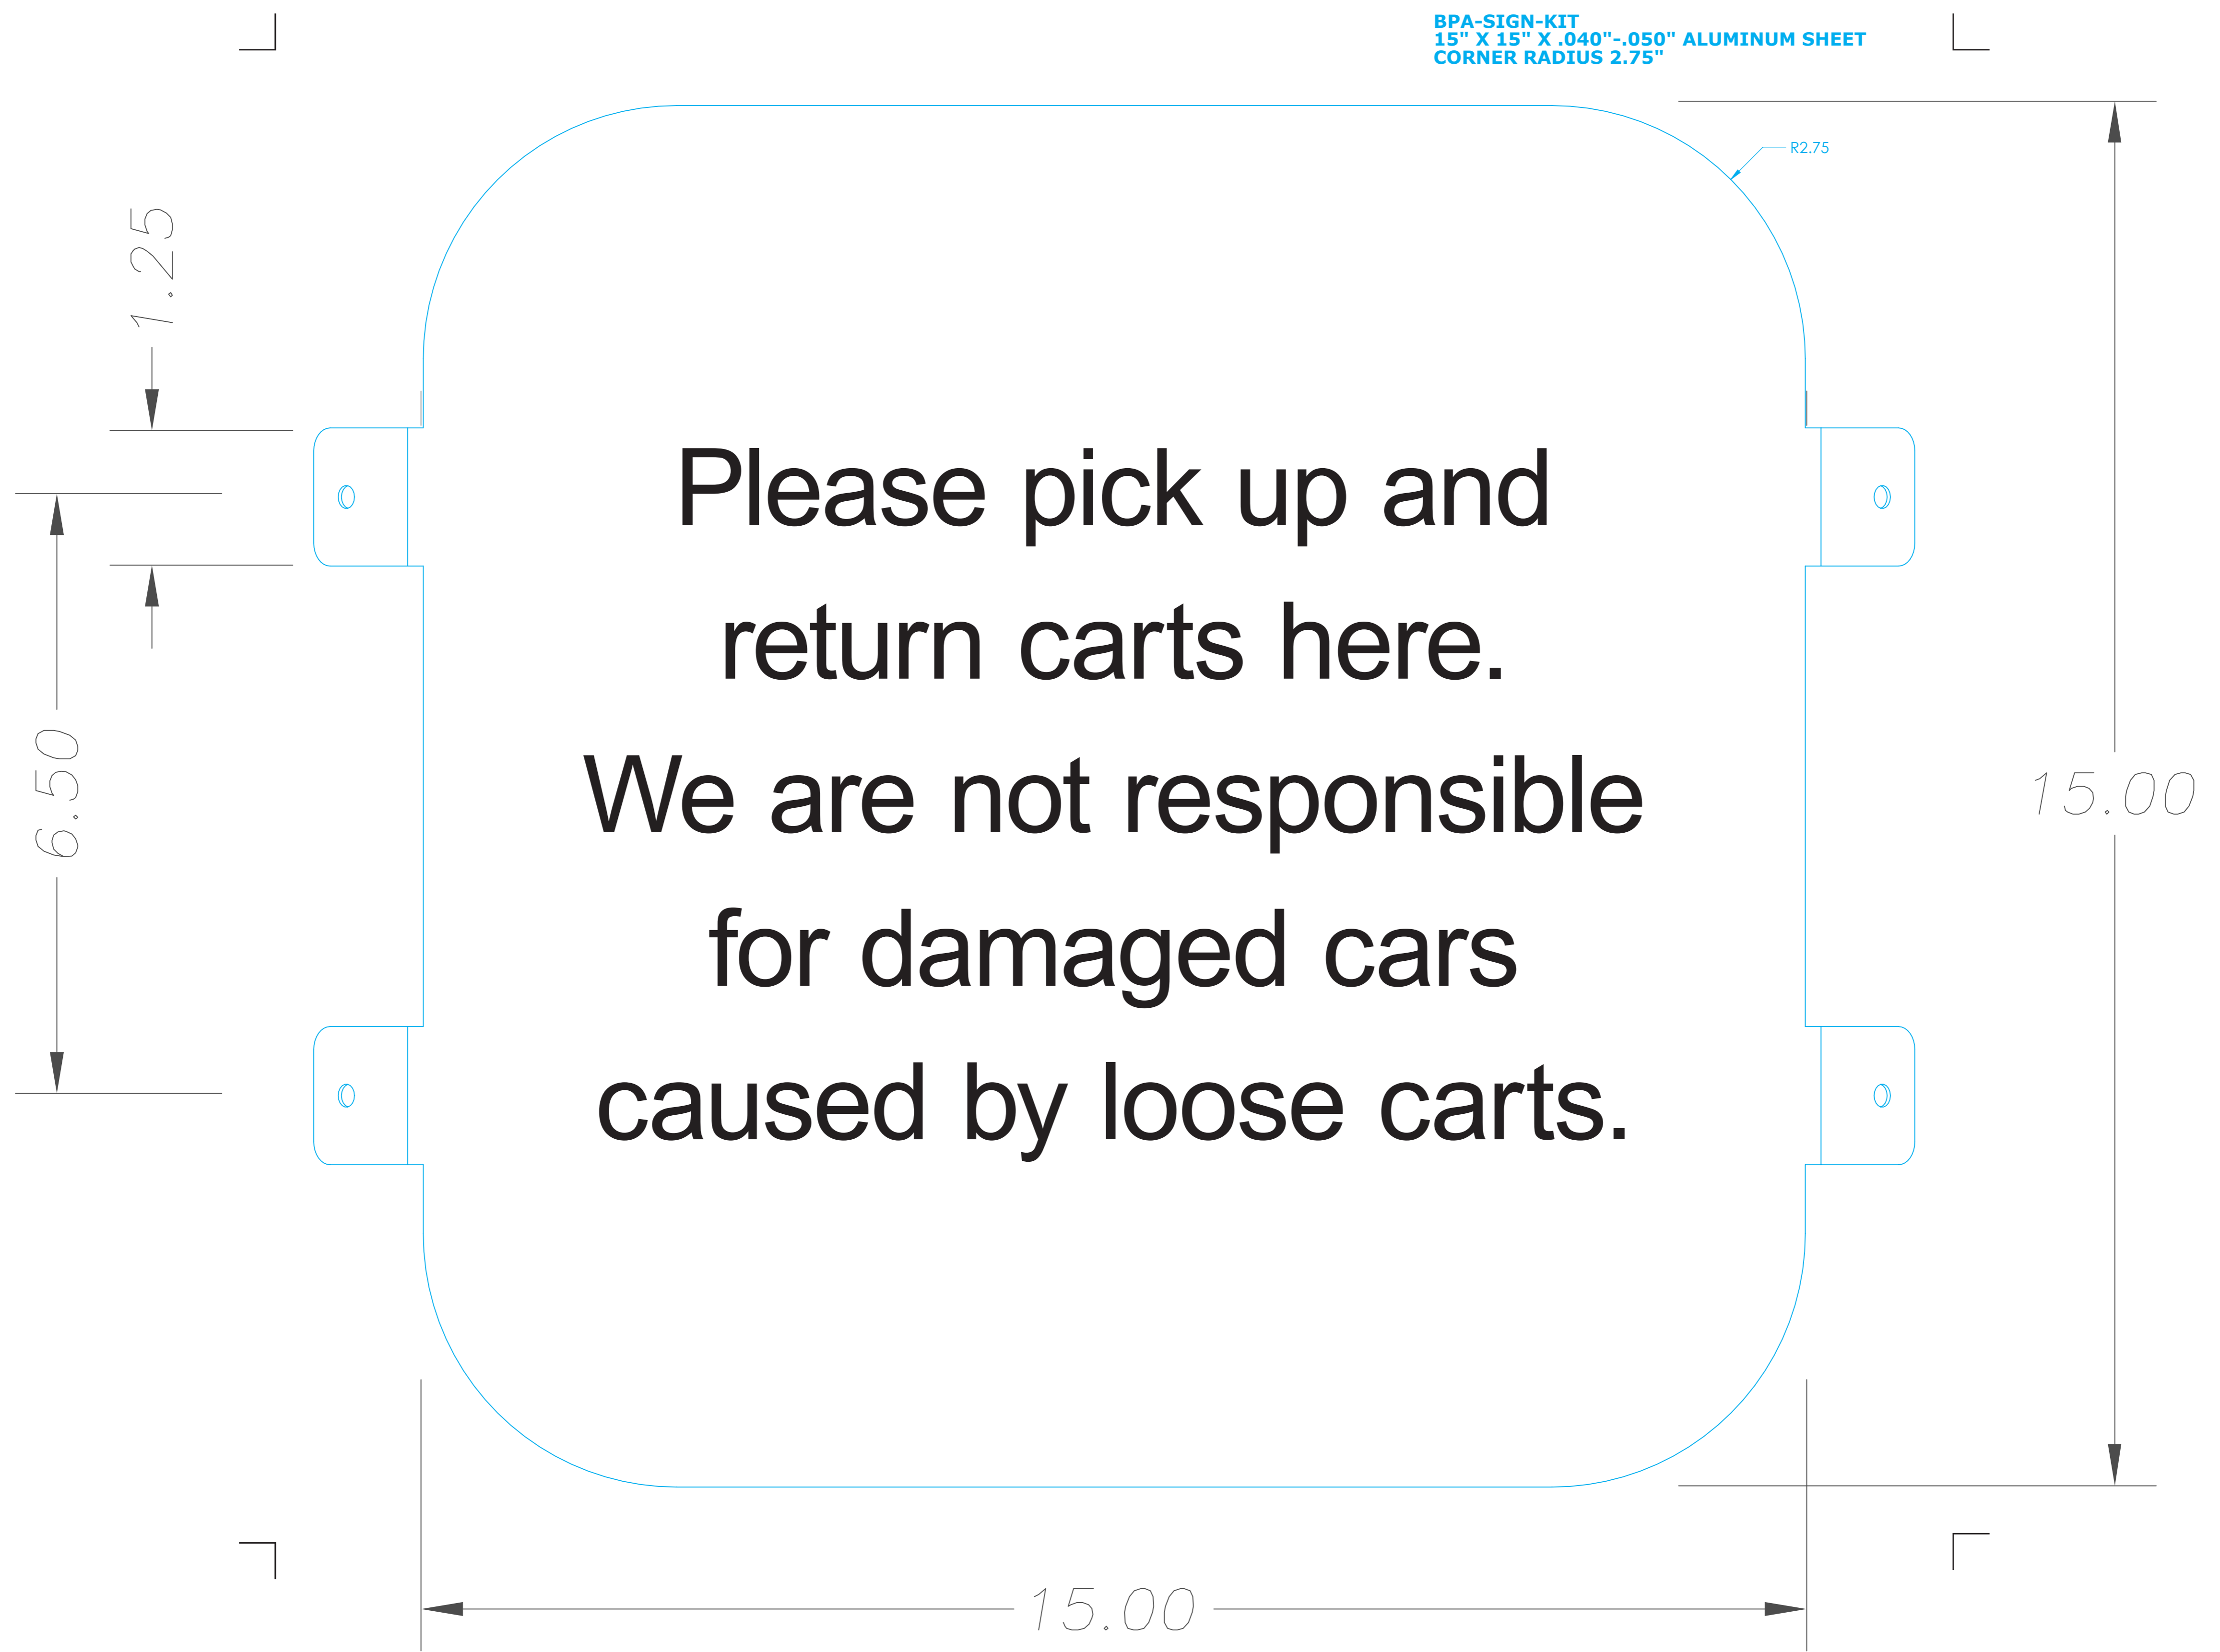 BPA-SIGN-KIT
15" X 15" X .040"-.050" ALUMINUM SHEET
CORNER RADIUS 2.75"
R2.75
1.25
Please pick up and
return carts here.
We are not responsible
for damaged cars
caused by loose carts.
6.50
15.00
15.00